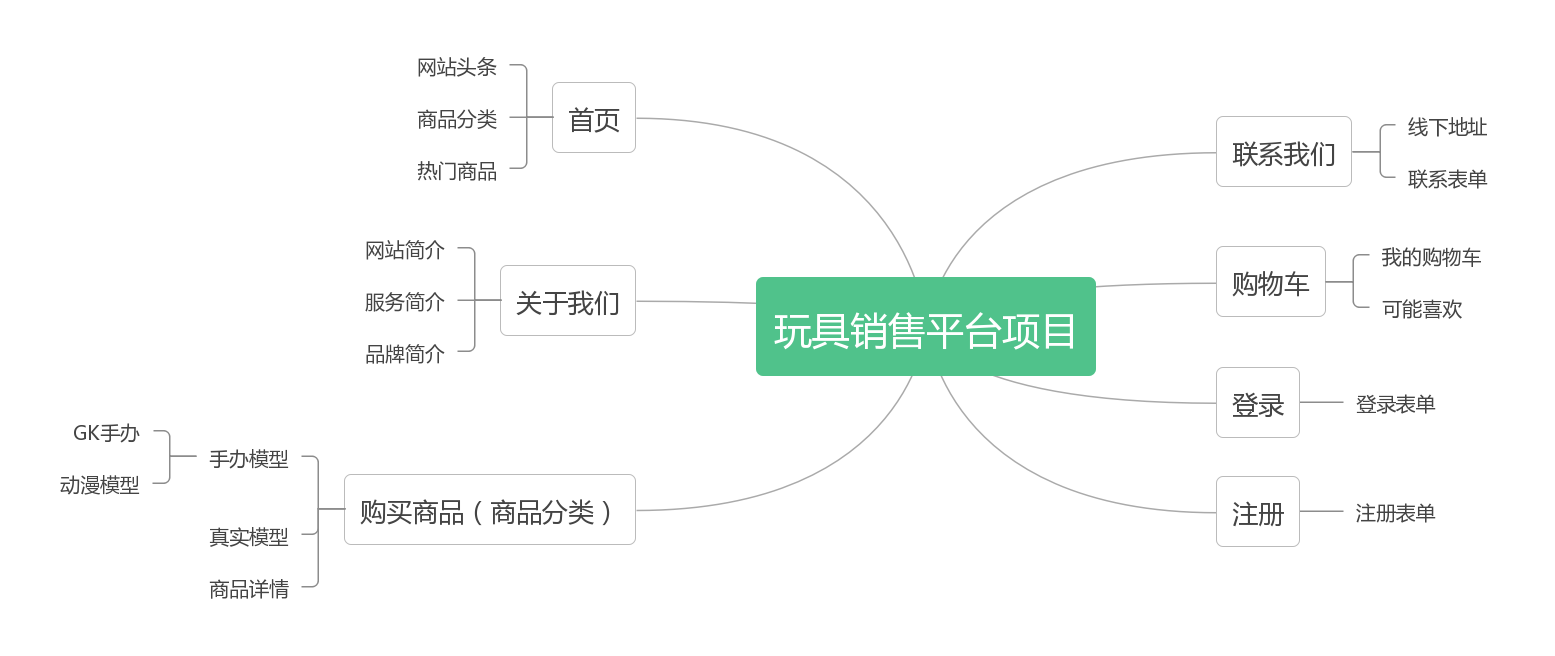 玩具销售平台项目
首页
网站头条
商品分类
热门商品
关于我们
网站简介
服务简介
品牌简介
购买商品（商品分类）
手办模型
GK手办
动漫模型
真实模型
商品详情
联系我们
线下地址
联系表单
购物车
我的购物车
可能喜欢
登录
登录表单
注册
注册表单